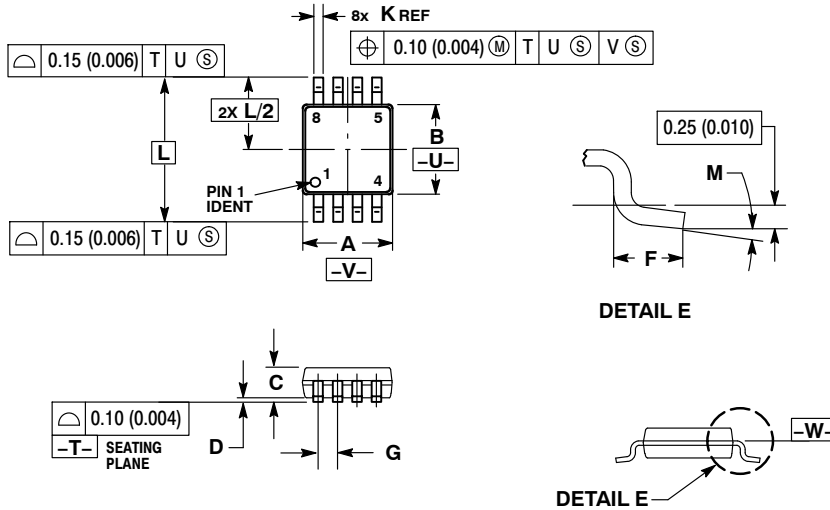 8x K REF
⌖ 0.10 (0.004) Ⓜ T U Ⓢ V Ⓢ
⌓ 0.15 (0.006) T U Ⓢ
2X L/2
L
8 5
B
–U–
1
4
PIN 1
IDENT
⌓ 0.15 (0.006) T U Ⓢ
A
–V–
0.25 (0.010)
M
F
DETAIL E
C
⌓ 0.10 (0.004)
–T– SEATING
PLANE
D
G
–W–
DETAIL E